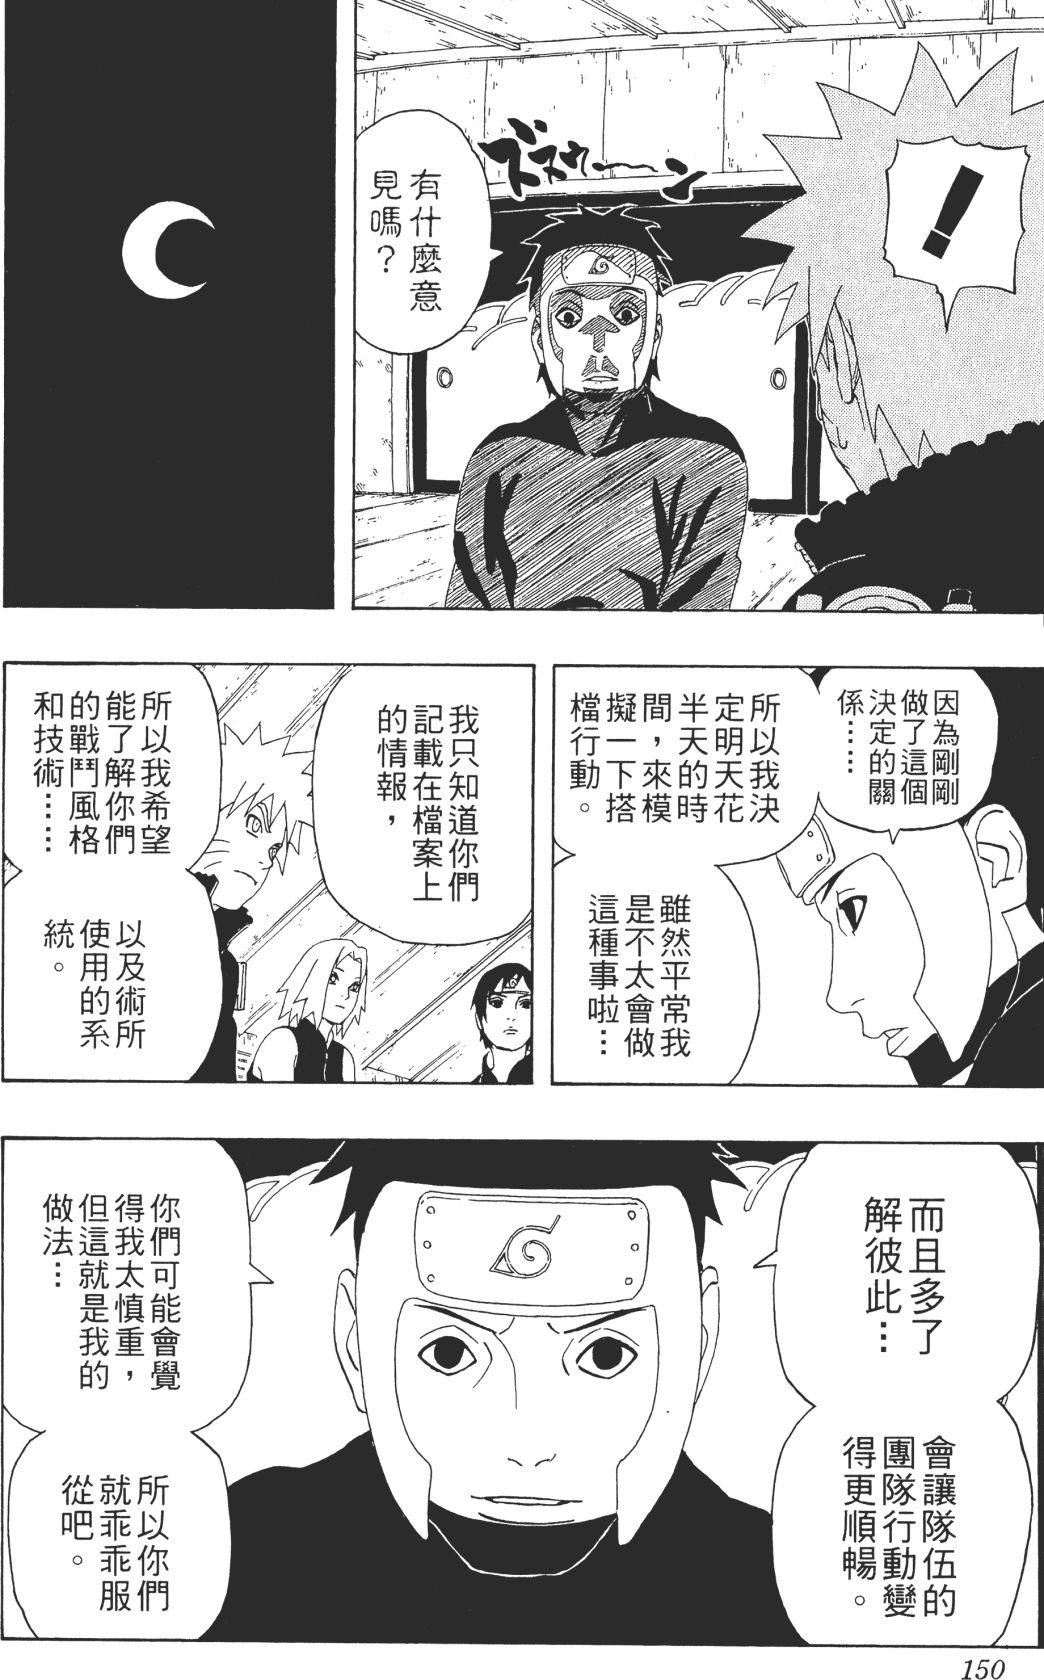 ！
ズヌゥーン
有什麼意
見嗎？
因為剛剛
做了這個
決定的關
係……
所以我決
定明天花
半天的時
間，來模
擬一下搭
檔行動。
雖然平常我
是不太會做
這種事啦…
我只知道你們
記載在檔案上
的情報，
所以我希望
能了解你們
的戰鬥風格
和技術……
以及術所
使用的系
統。
而且多了
解彼此…
會讓隊伍的
團隊行動變
得更順暢。
你們可能會覺
得我太慎重，
但這就是我的
做法…
所以你們
就乖乖服
從吧。
150